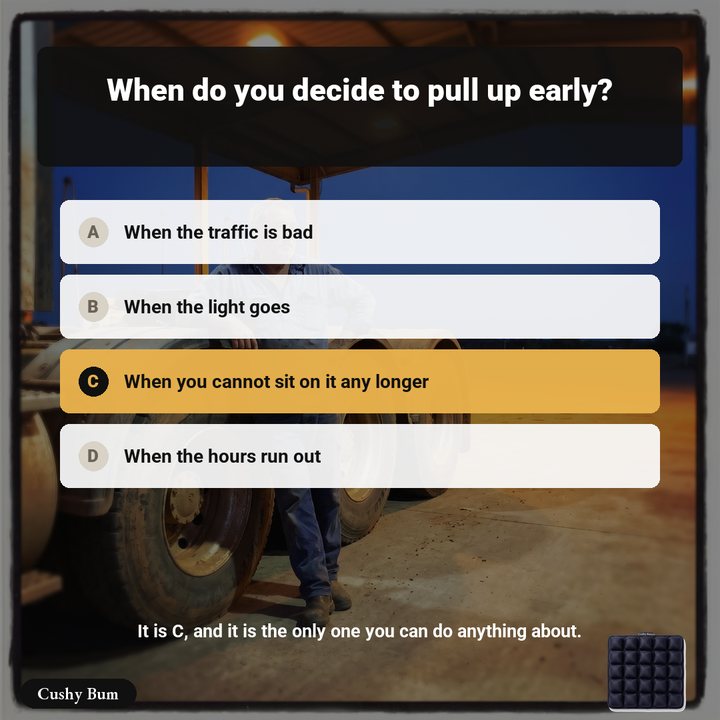 When do you decide to pull up early?
A When the traffic is bad
B When the light goes
C When you cannot sit on it any longer
D When the hours run out
It is C, and it is the only one you can do anything about.
Cushy Bum